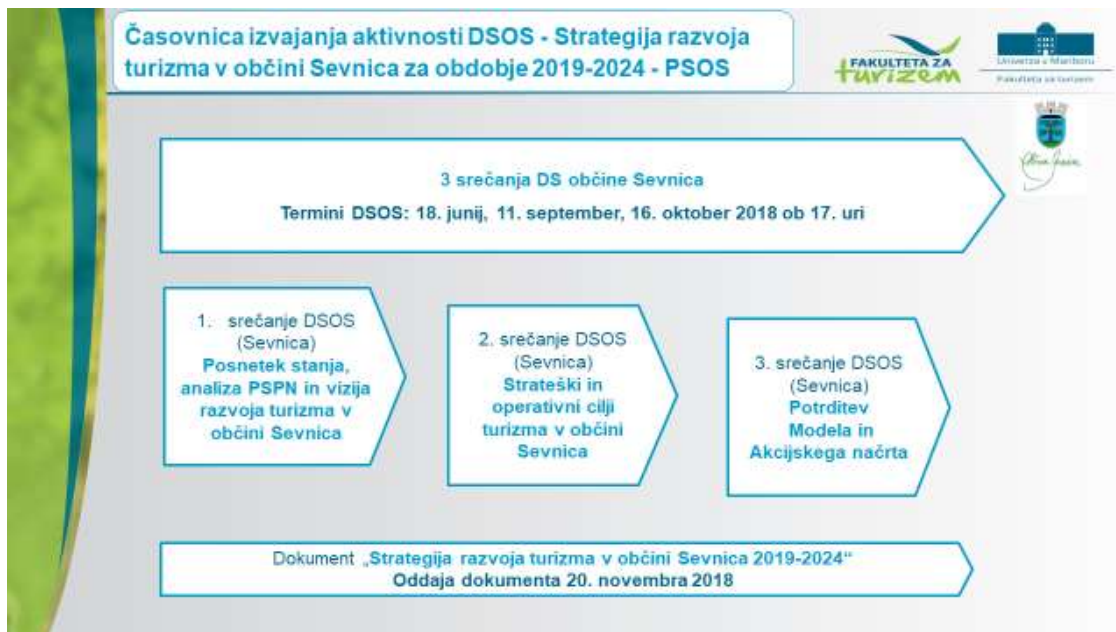 Časovnica izvajanja aktivnosti DSOS - Strategija razvoja
turizma v občini Sevnica za obdobje 2019-2024 - PSOS
FAKULTETA ZA
turizem
Univerza v Mariboru
Fakulteta za turizem
3 srečanja DS občine Sevnica
Termini DSOS: 18. junij, 11. september, 16. oktober 2018 ob 17. uri
1. srečanje DSOS
(Sevnica)
Posnetek stanja,
analiza PSPN in vizija
razvoja turizma v
občini Sevnica
2. srečanje DSOS
(Sevnica)
Strateški in
operativni cilji
turizma v občini
Sevnica
3. srečanje DSOS
(Sevnica)
Potrditev
Modela in
Akcijskega načrta
Dokument „Strategija razvoja turizma v občini Sevnica 2019-2024“
Oddaja dokumenta 20. novembra 2018